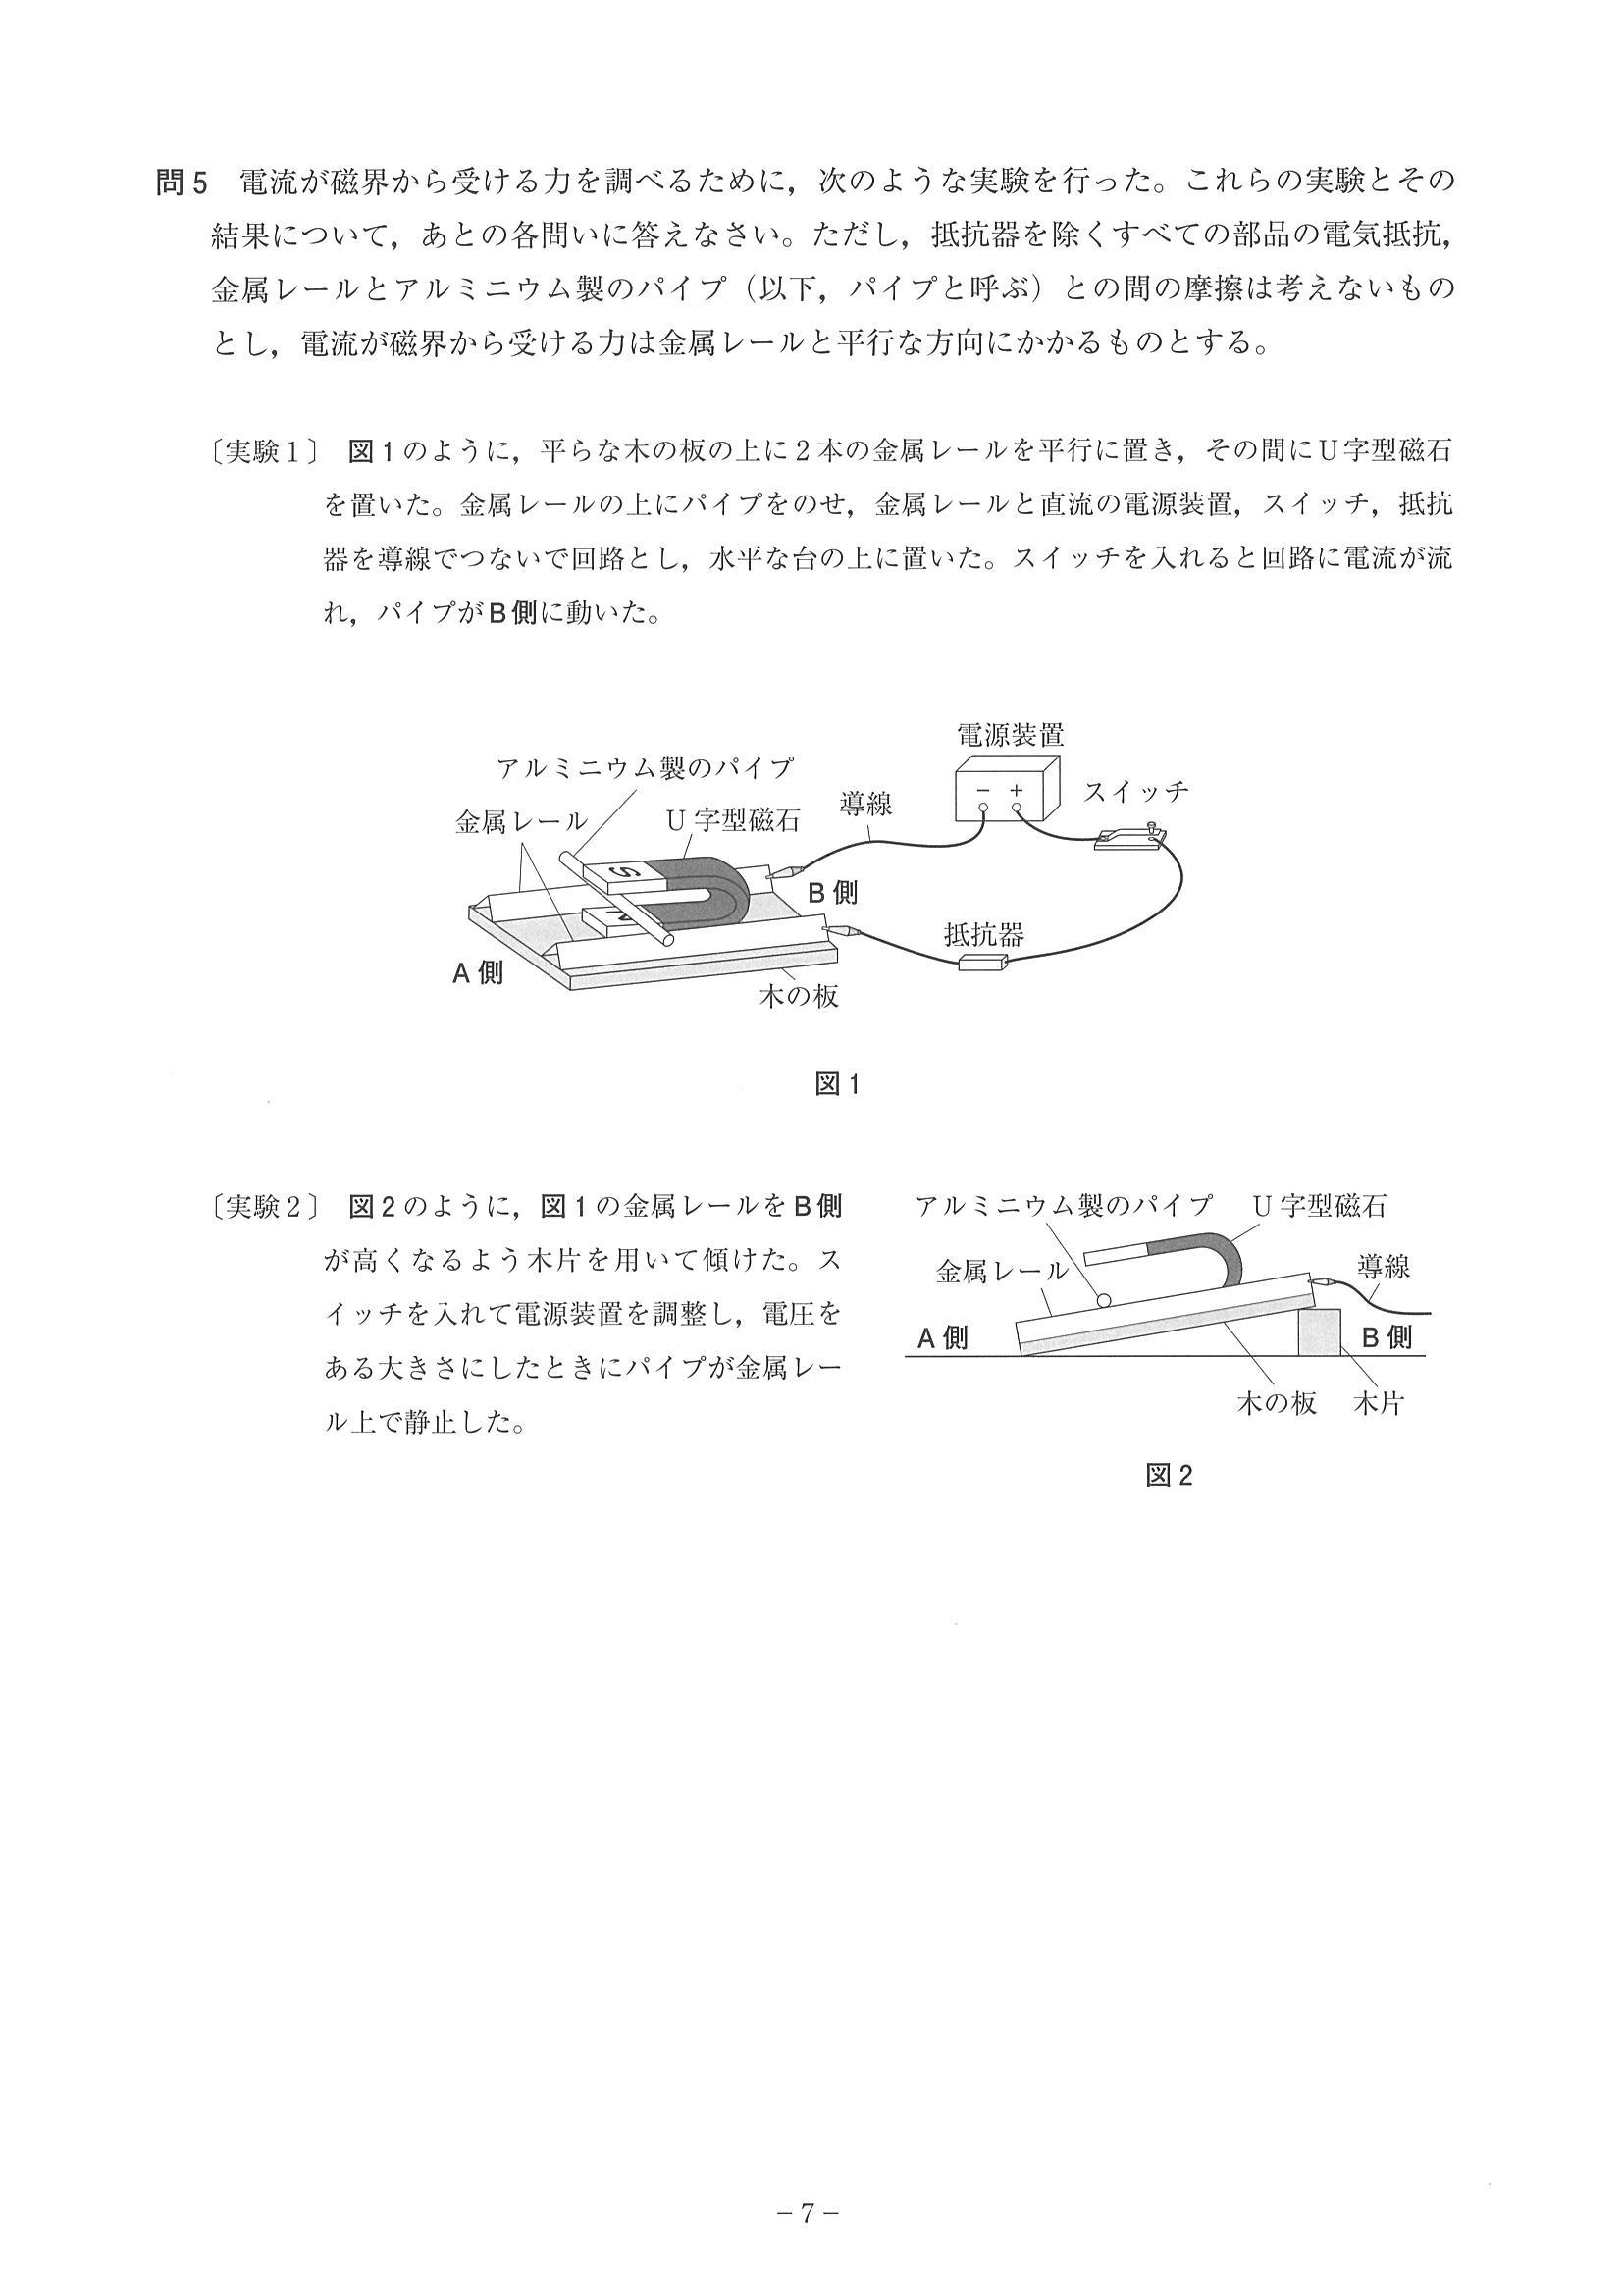 問5 電流が磁界から受ける力を調べるために，次のような実験を行った。これらの実験とその
結果について，あとの各問いに答えなさい。ただし，抵抗器を除くすべての部品の電気抵抗，
金属レールとアルミニウム製のパイプ（以下，パイプと呼ぶ）との間の摩擦は考えないもの
とし，電流が磁界から受ける力は金属レールと平行な方向にかかるものとする。
〔実験１〕 図1のように，平らな木の板の上に２本の金属レールを平行に置き，その間にＵ字型磁石
を置いた。金属レールの上にパイプをのせ，金属レールと直流の電源装置，スイッチ，抵抗
器を導線でつないで回路とし，水平な台の上に置いた。スイッチを入れると回路に電流が流
れ，パイプがB側に動いた。
電源装置
アルミニウム製のパイプ
－ ＋
スイッチ
導線
金属レール
U字型磁石
S
B側
N
抵抗器
A側
木の板
図1
〔実験２〕 図2のように，図1の金属レールをB側
が高くなるよう木片を用いて傾けた。ス
イッチを入れて電源装置を調整し，電圧を
ある大きさにしたときにパイプが金属レー
ル上で静止した。
アルミニウム製のパイプ
U字型磁石
金属レール
導線
A側
B側
木の板
木片
図2
－7－